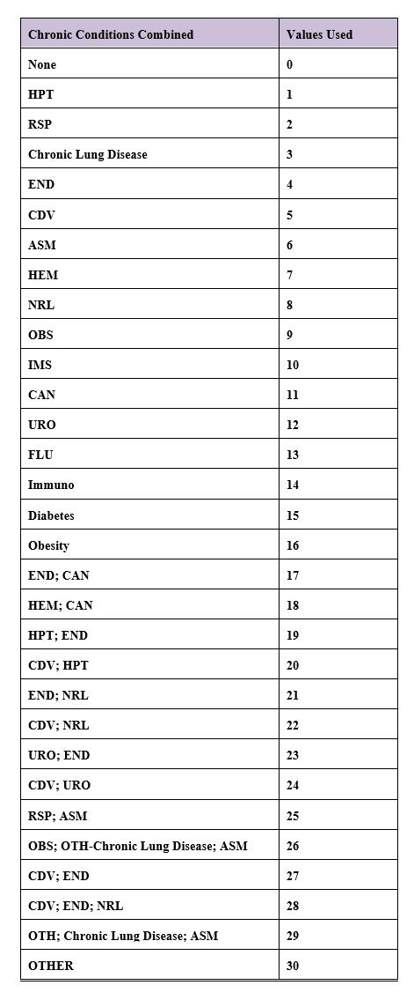 Chronic Conditions Combined Values Used
None 0
HPT 1
RSP 2
Chronic Lung Disease 3
END 4
CDV 5
ASM 6
HEM 7
NRL 8
OBS 9
IMS 10
CAN 11
URO 12
FLU 13
Immuno 14
Diabetes 15
Obesity 16
END; CAN 17
HEM; CAN 18
HPT; END 19
CDV; HPT 20
END; NRL 21
CDV; NRL 22
URO; END 23
CDV; URO 24
RSP; ASM 25
OBS; OTH-Chronic Lung Disease; ASM 26
CDV; END 27
CDV; END; NRL 28
OTH; Chronic Lung Disease; ASM 29
OTHER 30